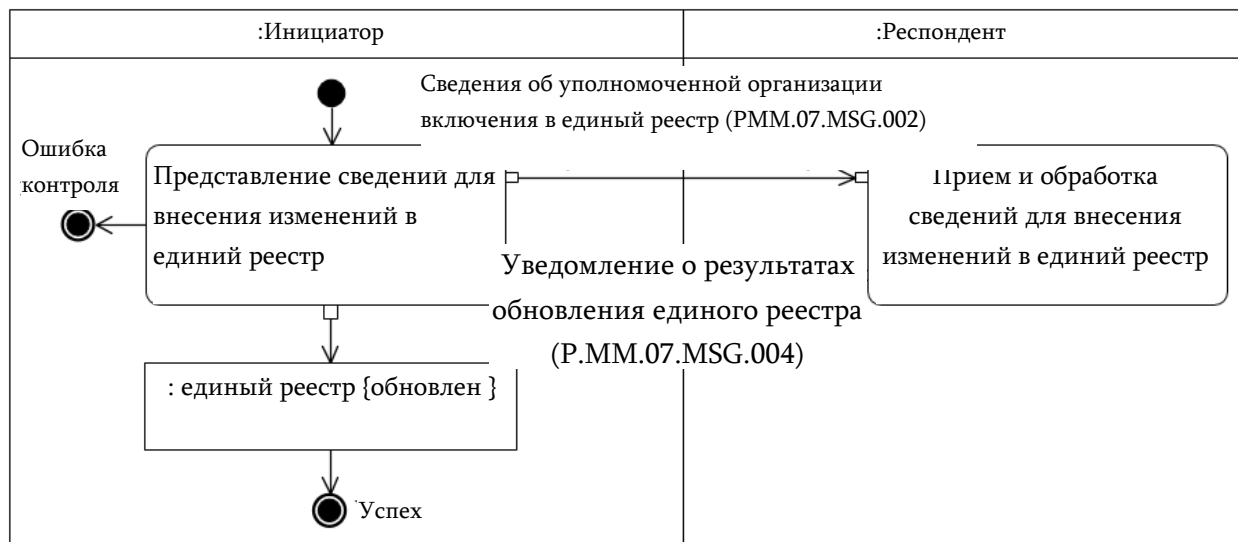 :Инициатор
:Респондент
Сведения об уполномоченной организации
включения в единый реестр (PMM.07.MSG.002)
Ошибка
контроля
Представление сведений для
внесения изменений в
единий реестр
Прием и обработка
сведений для внесения
изменений в единий реестр
Уведомление о результатах
обновления единого реестра
(P.MM.07.MSG.004)
: единый реестр {обновлен }
Успех